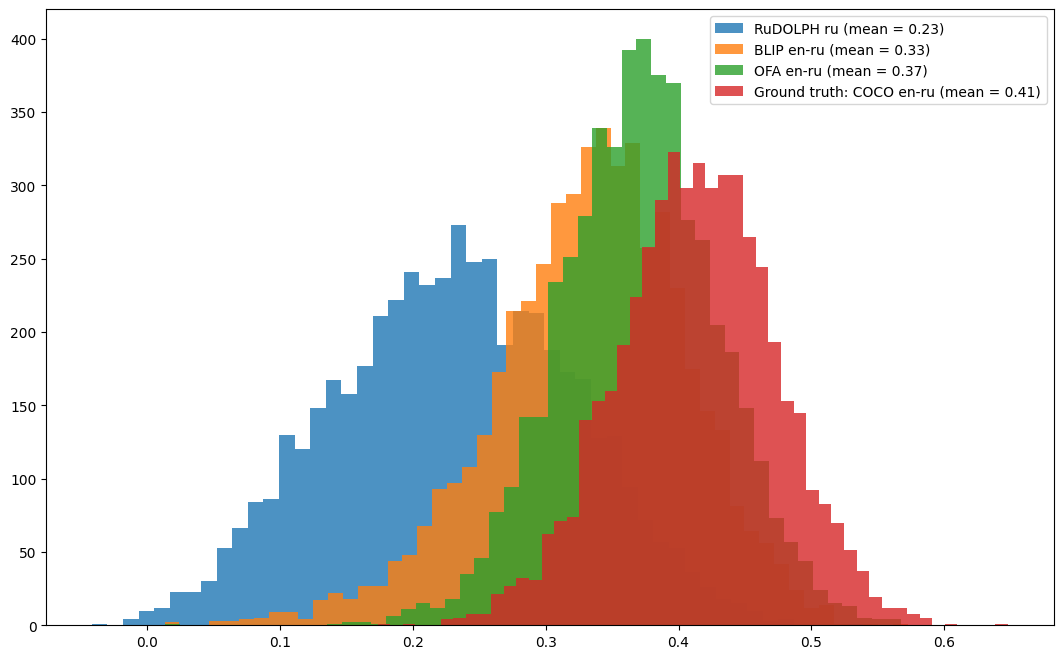 RuDOLPH ru (mean = 0.23)
BLIP en-ru (mean = 0.33)
OFA en-ru (mean = 0.37)
Ground truth: COCO en-ru (mean = 0.41)
400
350
300
250
200
150
100
50
0
0.0 0.1 0.2 0.3 0.4 0.5 0.6